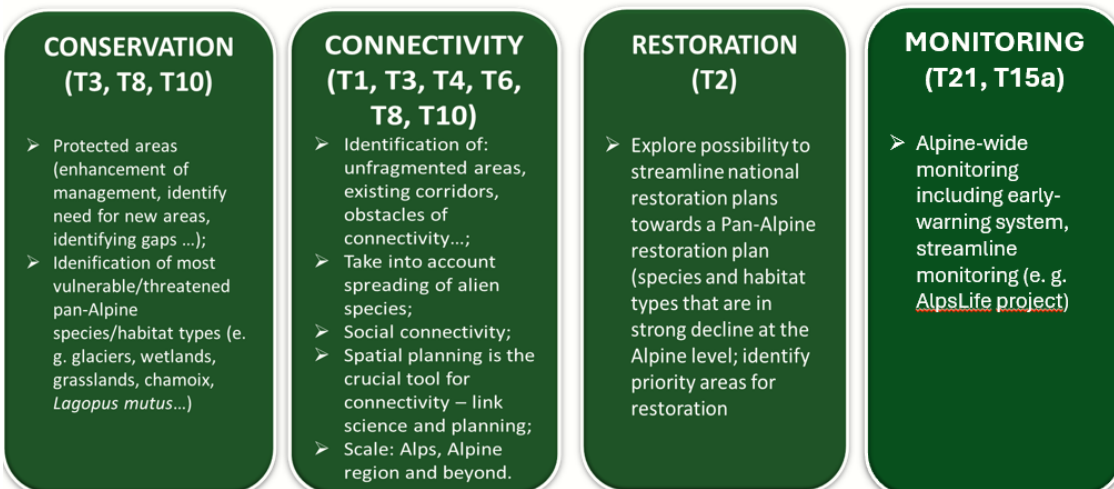 CONSERVATION
(T3, T8, T10)
➢ Protected areas
(enhancement of
management, identify
need for new areas,
identifying gaps …);
➢ Idenification of most
vulnerable/threatened
pan-Alpine
species/habitat types (e.
g. glaciers, wetlands,
grasslands, chamoix,
Lagopus mutus…)
CONNECTIVITY
(T1, T3, T4, T6,
T8, T10)
➢ Identification of:
unfragmented areas,
existing corridors,
obstacles of
connectivity…;
➢ Take into account
spreading of alien
species;
➢ Social connectivity;
➢ Spatial planning is the
crucial tool for
connectivity – link
science and planning;
➢ Scale: Alps, Alpine
region and beyond.
RESTORATION
(T2)
➢ Explore possibility to
streamline national
restoration plans
towards a Pan-Alpine
restoration plan
(species and habitat
types that are in
strong decline at the
Alpine level; identify
priority areas for
restoration
MONITORING
(T21, T15a)
➢ Alpine-wide
monitoring
including early-
warning system,
streamline
monitoring (e. g.
AlpsLife project)